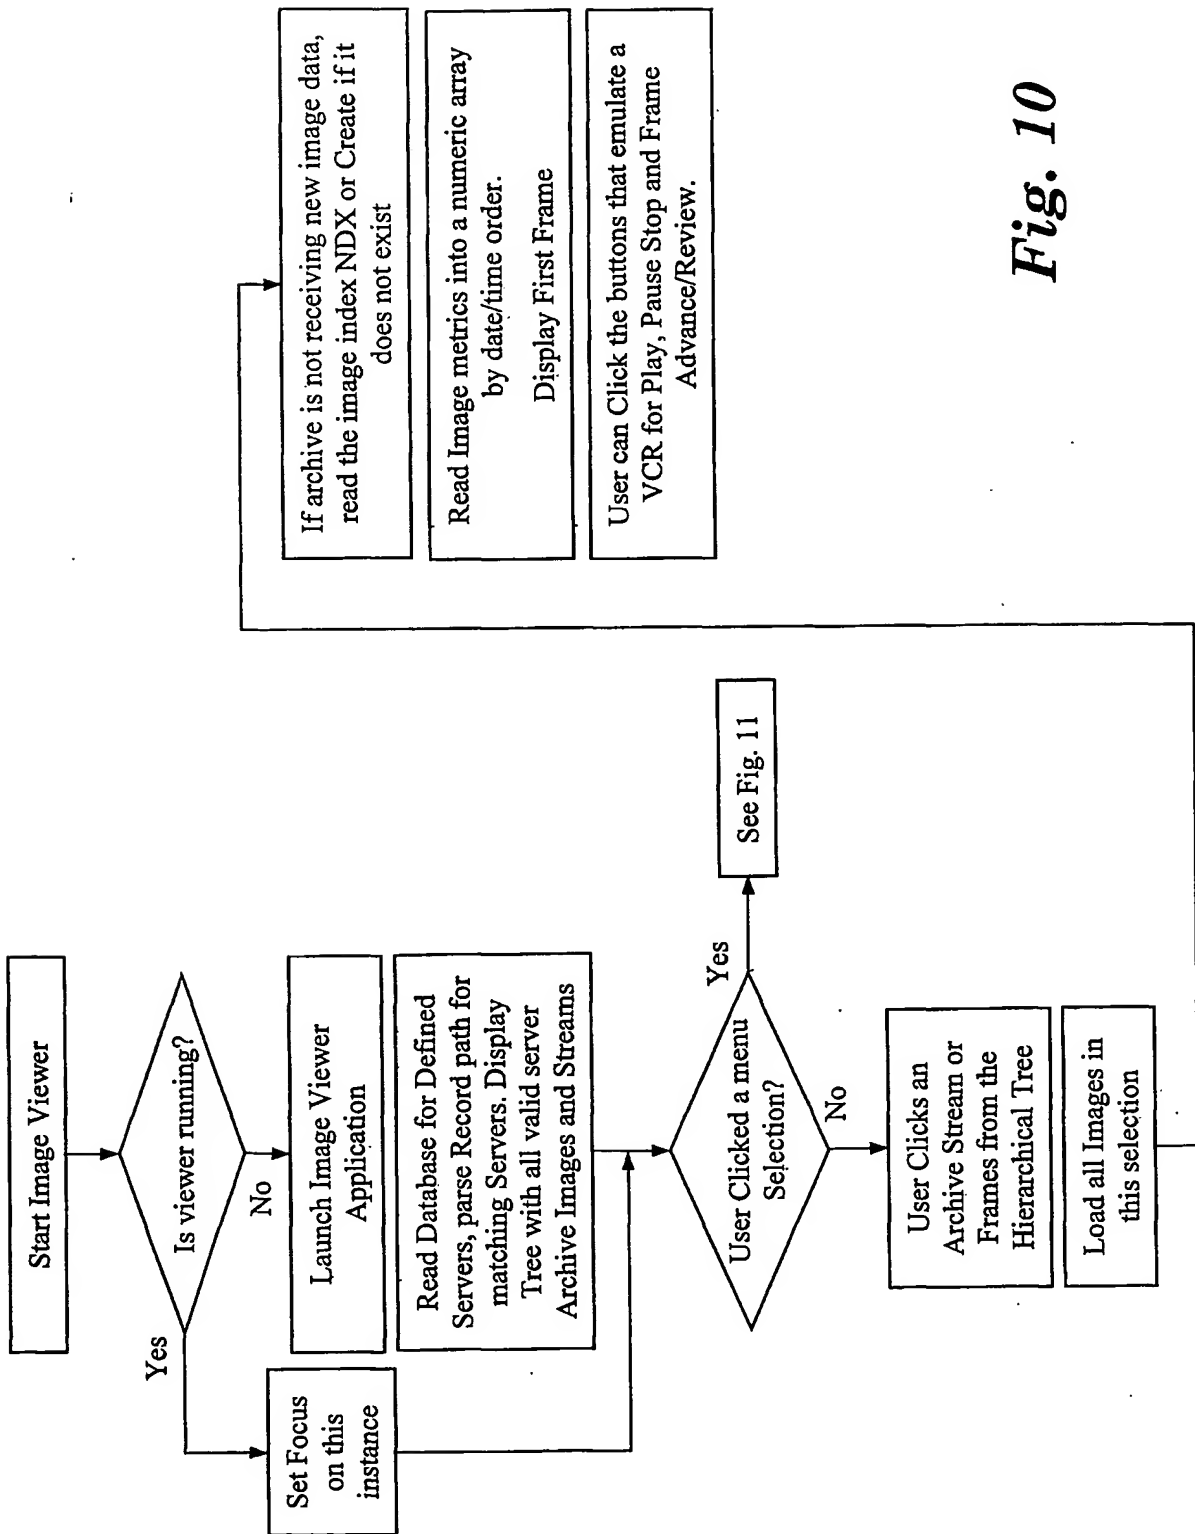 Start Image Viewer
Is viewer running?
Yes
No
Set Focus
on this
instance
Launch Image Viewer
Application
Read Database for Defined
Servers, parse Record path for
matching Servers. Display
Tree with all valid server
Archive Images and Streams
User Clicked a menu
Selection?
Yes
See Fig. 11
No
User Clicks an
Archive Stream or
Frames from the
Hierarchical Tree
Load all Images in
this selection
If archive is not receiving new image data,
read the image index NDX or Create if it
does not exist
Read Image metrics into a numeric array
by date/time order.
Display First Frame
User can Click the buttons that emulate a
VCR for Play, Pause Stop and Frame
Advance/Review.
Fig. 10